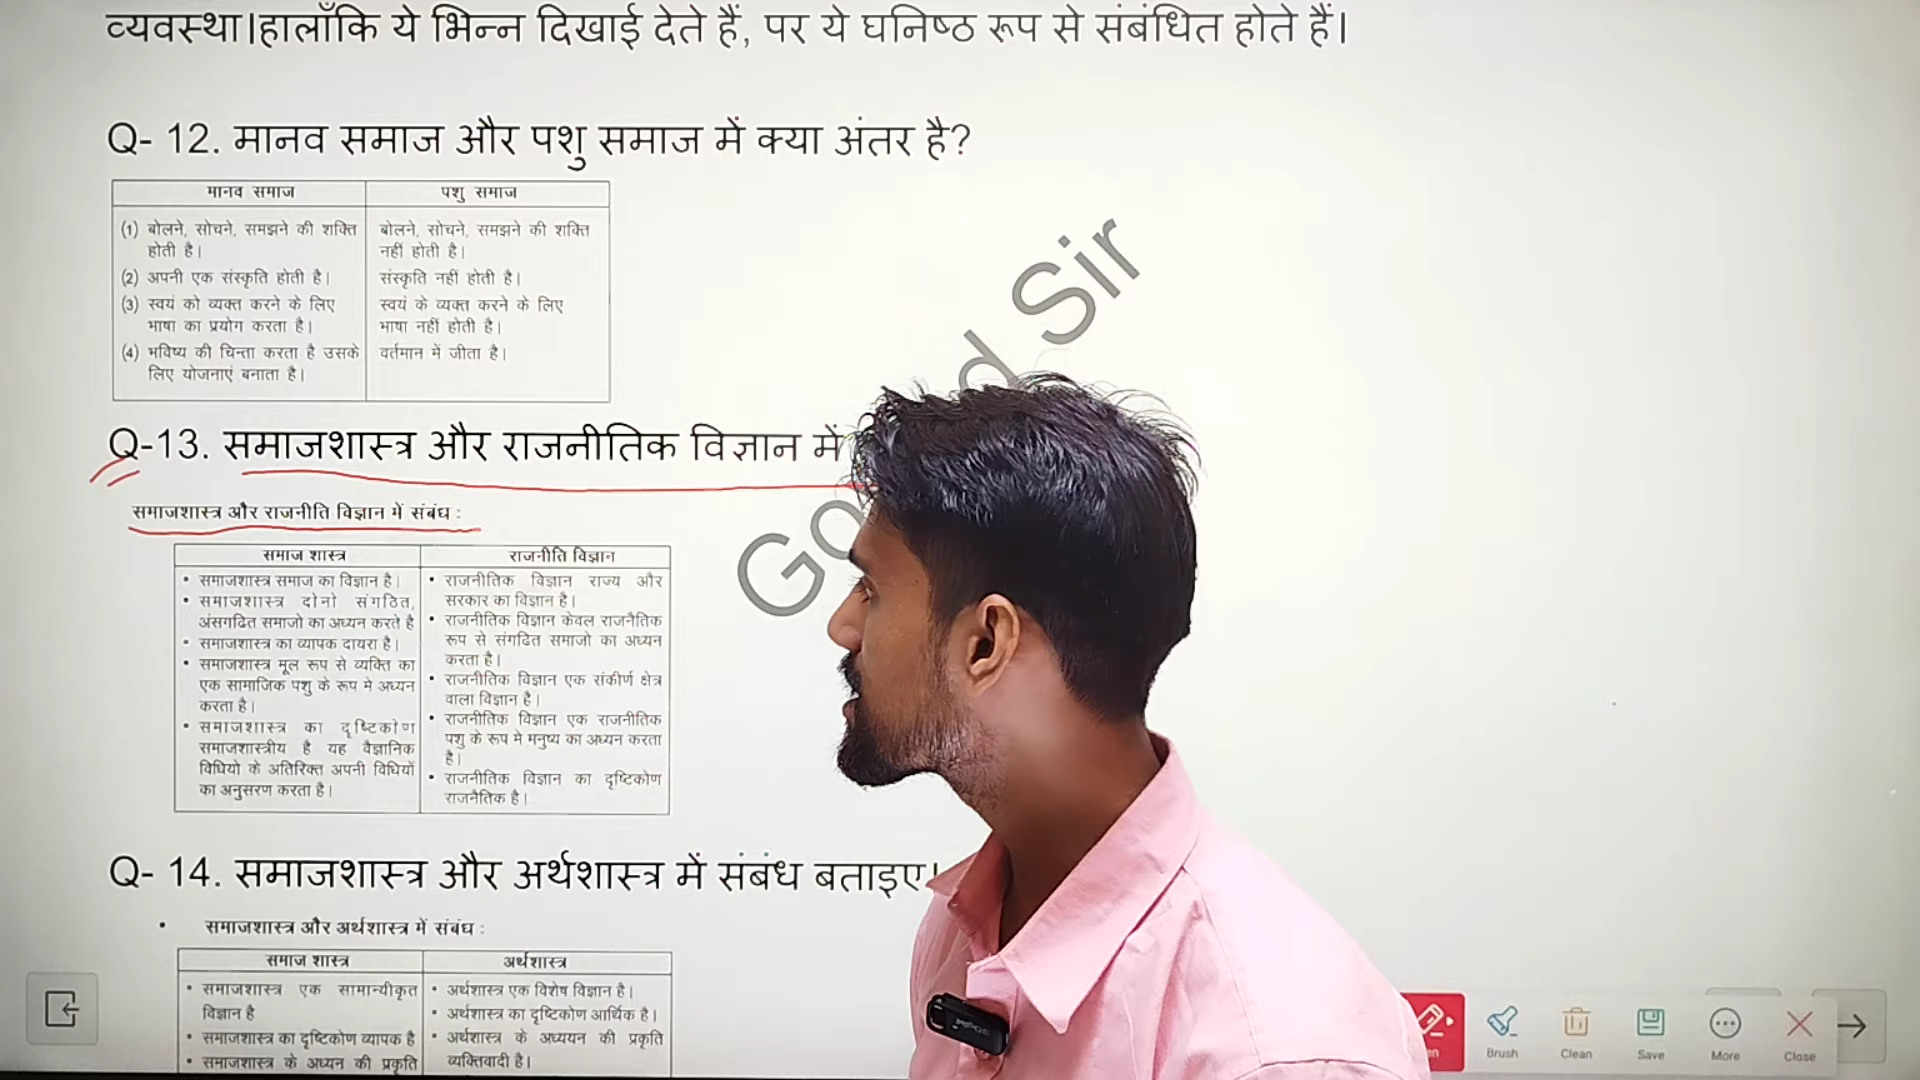 व्यवस्था।हालाँकि ये भिन्न दिखाई देते हैं, पर ये घनिष्ठ रूप से संबंधित होते हैं।
Q- 12. मानव समाज और पशु समाज में क्या अंतर है?
मानव समाज
पशु समाज
(1) बोलने, सोचने, समझने की शक्ति
होती है।
बोलने, सोचने, समझने की शक्ति
नहीं होती है।
(2) अपनी एक संस्कृति होती है।
संस्कृति नहीं होती है।
(3) स्वयं को व्यक्त करने के लिए
भाषा का प्रयोग करता है।
स्वयं के व्यक्त करने के लिए
भाषा नहीं होती है।
(4) भविष्य की चिन्ता करता है उसके
लिए योजनाएं बनाता है।
वर्तमान में जीता है।
Q-13. समाजशास्त्र और राजनीतिक विज्ञान में
समाजशास्त्र और राजनीति विज्ञान में संबंध :
समाज शास्त्र
• समाजशास्त्र समाज का विज्ञान है।
• समाजशास्त्र दोनो संगठित,
अंसगढित समाजो का अध्यन करते है
• समाजशास्त्र का व्यापक दायरा है।
• समाजशास्त्र मूल रूप से व्यक्ति का
एक सामाजिक पशु के रूप मे अध्यन
करता है।
• समाजशास्त्र का दृष्टिकोण
समाजशास्त्रीय है यह वैज्ञानिक
विधियो के अतिरिक्त अपनी विधियों
का अनुसरण करता है।
राजनीति विज्ञान
• राजनीतिक विज्ञान राज्य और
सरकार का विज्ञान है।
• राजनीतिक विज्ञान केवल राजनैतिक
रूप से संगढित समाजो का अध्यन
करता है।
• राजनीतिक विज्ञान एक संकीर्ण क्षेत्र
वाला विज्ञान है।
• राजनीतिक विज्ञान एक राजनीतिक
पशु के रूप मे मनुष्य का अध्यन करता
है।
• राजनीतिक विज्ञान का दृष्टिकोण
राजनैतिक है।
Q- 14. समाजशास्त्र और अर्थशास्त्र में संबंध बताइए।
• समाजशास्त्र और अर्थशास्त्र में संबंध :
समाज शास्त्र
• समाजशास्त्र एक सामान्यीकृत
विज्ञान है
• समाजशास्त्र का दृष्टिकोण व्यापक है
• समाजशास्त्र के अध्यन की प्रकृति
अर्थशास्त्र
• अर्थशास्त्र एक विशेष विज्ञान है।
• अर्थशास्त्र का दृष्टिकोण आर्थिक है।
• अर्थशास्त्र के अध्ययन की प्रकृति
व्यक्तिवादी है।
Sir
Brush
Clean
Save
More
Close